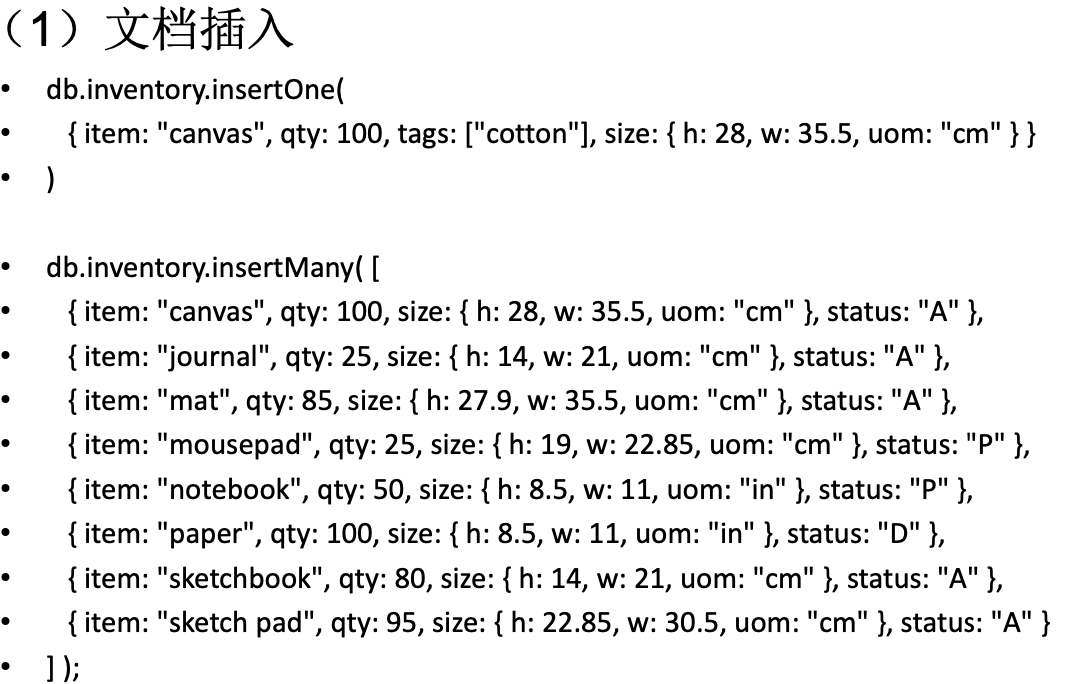 （1）文档插入
• db.inventory.insertOne(
• { item: "canvas", qty: 100, tags: ["cotton"], size: { h: 28, w: 35.5, uom: "cm" } }
• )
• db.inventory.insertMany( [
• { item: "canvas", qty: 100, size: { h: 28, w: 35.5, uom: "cm" }, status: "A" },
• { item: "journal", qty: 25, size: { h: 14, w: 21, uom: "cm" }, status: "A" },
• { item: "mat", qty: 85, size: { h: 27.9, w: 35.5, uom: "cm" }, status: "A" },
• { item: "mousepad", qty: 25, size: { h: 19, w: 22.85, uom: "cm" }, status: "P" },
• { item: "notebook", qty: 50, size: { h: 8.5, w: 11, uom: "in" }, status: "P" },
• { item: "paper", qty: 100, size: { h: 8.5, w: 11, uom: "in" }, status: "D" },
• { item: "sketchbook", qty: 80, size: { h: 14, w: 21, uom: "cm" }, status: "A" },
• { item: "sketch pad", qty: 95, size: { h: 22.85, w: 30.5, uom: "cm" }, status: "A" }
• ] );